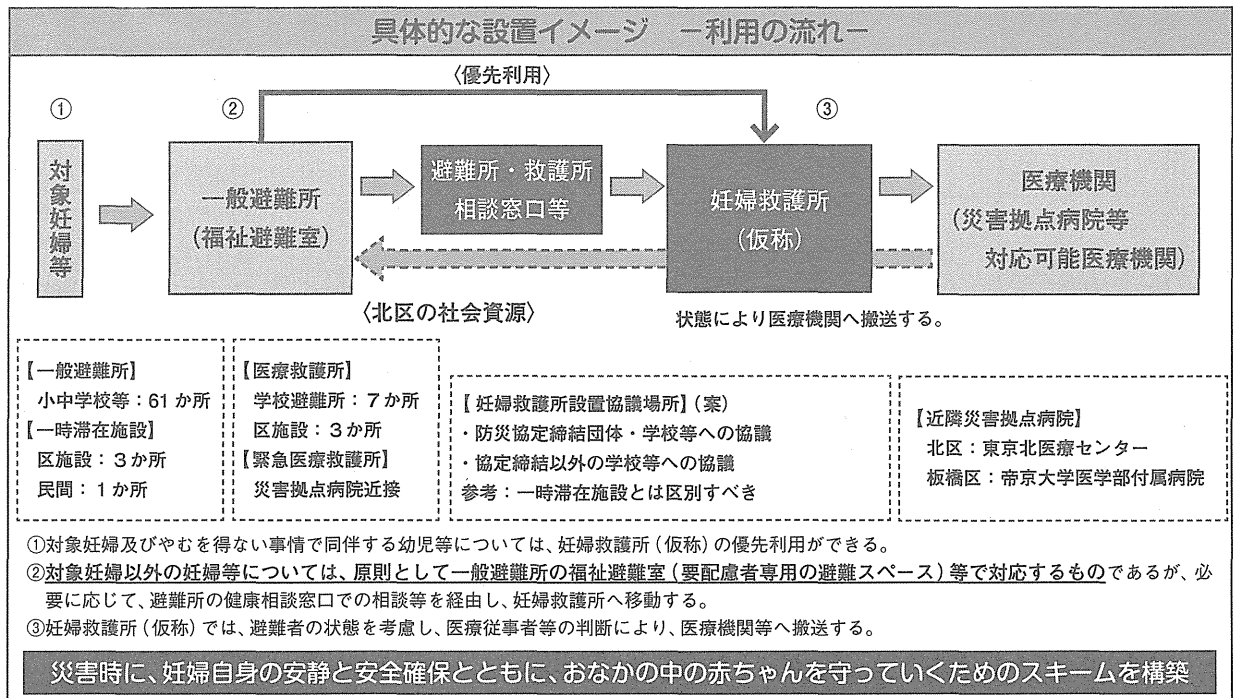 具体的な設置イメージ －利用の流れ－
〈優先利用〉
①
②
③
対象妊婦等
一般避難所
(福祉避難室)
避難所・救護所
相談窓口等
妊婦救護所
(仮称)
医療機関
(災害拠点病院等
対応可能医療機関)
〈北区の社会資源〉
状態により医療機関へ搬送する。
【一般避難所】
小中学校等：61か所
【一時滞在施設】
区施設：3か所
民間：1か所
【医療救護所】
学校避難所：7か所
区施設：3か所
【緊急医療救護所】
災害拠点病院近接
【妊婦救護所設置協議場所】(案)
・防災協定締結団体・学校等への協議
・協定締結以外の学校等への協議
参考：一時滞在施設とは区別すべき
【近隣災害拠点病院】
北区：東京北医療センター
板橋区：帝京大学医学部付属病院
①対象妊婦及びやむを得ない事情で同伴する幼児等については、妊婦救護所(仮称)の優先利用ができる。
②対象妊婦以外の妊婦等については、原則として一般避難所の福祉避難室(要配慮者専用の避難スペース)等で対応するものであるが、必
要に応じて、避難所の健康相談窓口での相談等を経由し、妊婦救護所へ移動する。
③妊婦救護所(仮称)では、避難者の状態を考慮し、医療従事者等の判断により、医療機関等へ搬送する。
災害時に、妊婦自身の安静と安全確保とともに、おなかの中の赤ちゃんを守っていくためのスキームを構築